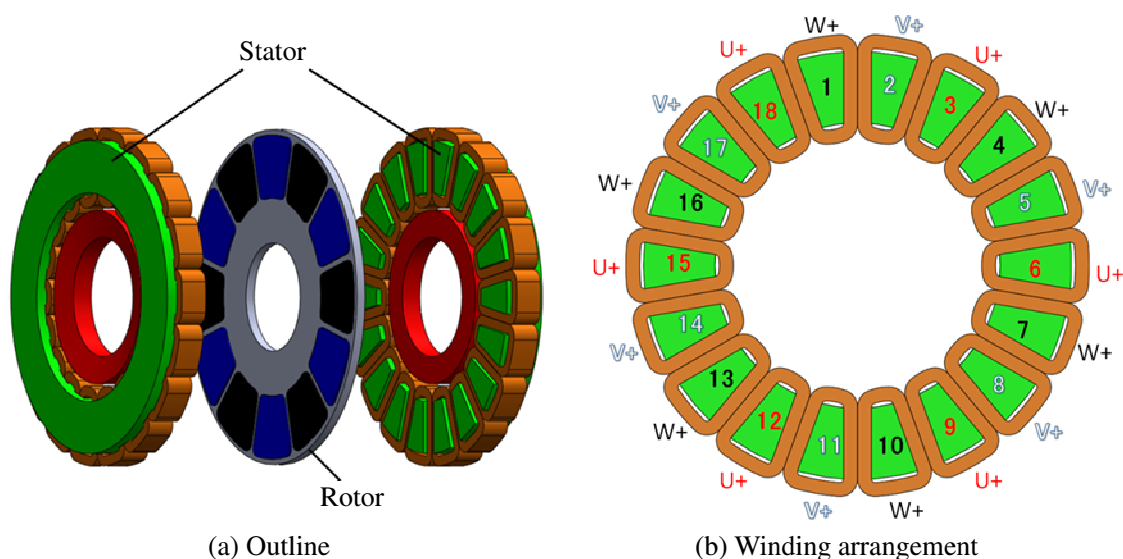 Stator
Rotor
(a) Outline
W+
V+
U+
U+
1
2
18
3
V+
W+
17
4
W+
V+
16
5
U+
15
6
U+
14
7
V+
W+
13
8
W+
12
9
V+
11
10
U+
U+
V+
W+
(b) Winding arrangement